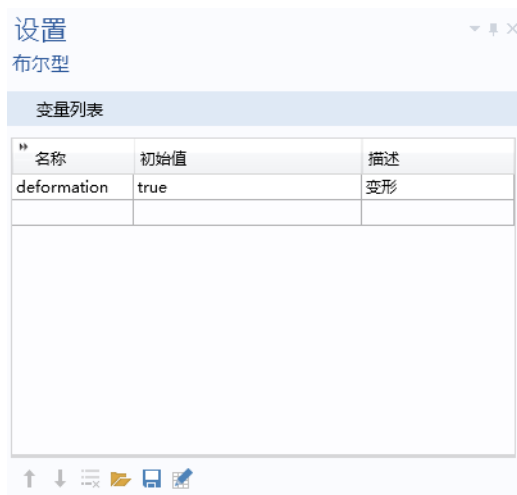 设置
布尔型
变量列表
名称 初始值 描述
deformation true 变形